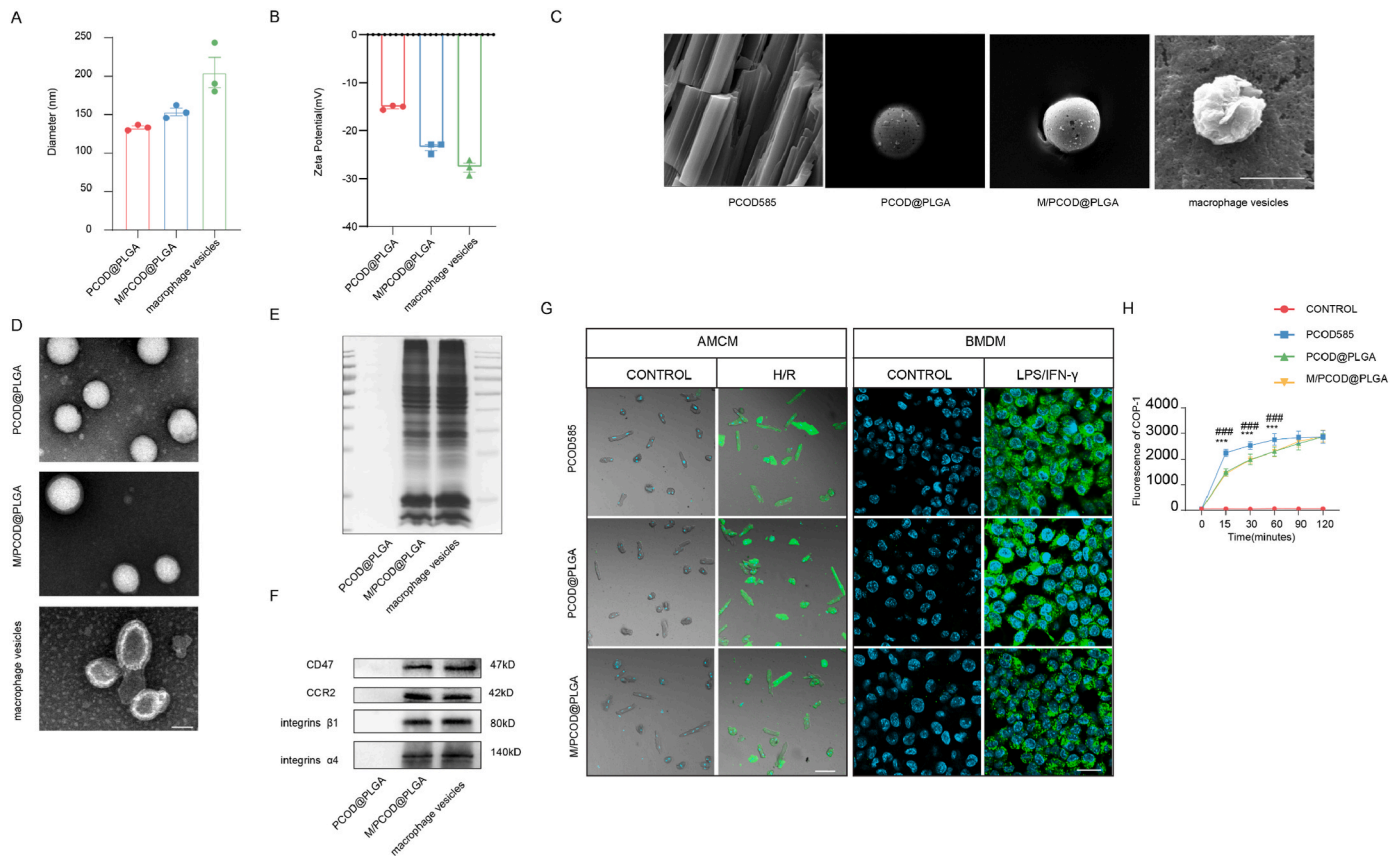 A
Diameter (nm)
250
200
150
100
50
0
PCOD@PLGA
M/PCOD@PLGA
macrophage vesicles
B
Zeta Potential(mV)
0
-10
-20
-30
-40
PCOD@PLGA
M/PCOD@PLGA
macrophage vesicles
C
PCOD585
PCOD@PLGA
M/PCOD@PLGA
macrophage vesicles
D
PCOD@PLGA
M/PCOD@PLGA
macrophage vesicles
E
PCOD@PLGA
M/PCOD@PLGA
macrophage vesicles
F
CD47
47kD
CCR2
42kD
integrins β1
80kD
integrins α4
140kD
PCOD@PLGA
M/PCOD@PLGA
macrophage vesicles
G
AMCM
BMDM
CONTROL
H/R
CONTROL
LPS/IFN-γ
PCOD585
PCOD@PLGA
M/PCOD@PLGA
H
CONTROL
PCOD585
PCOD@PLGA
M/PCOD@PLGA
Fluorescence of COP-1
4000
3000
2000
1000
0
###
***
###
***
###
***
0
15
30
60
90
120
Time(minutes)